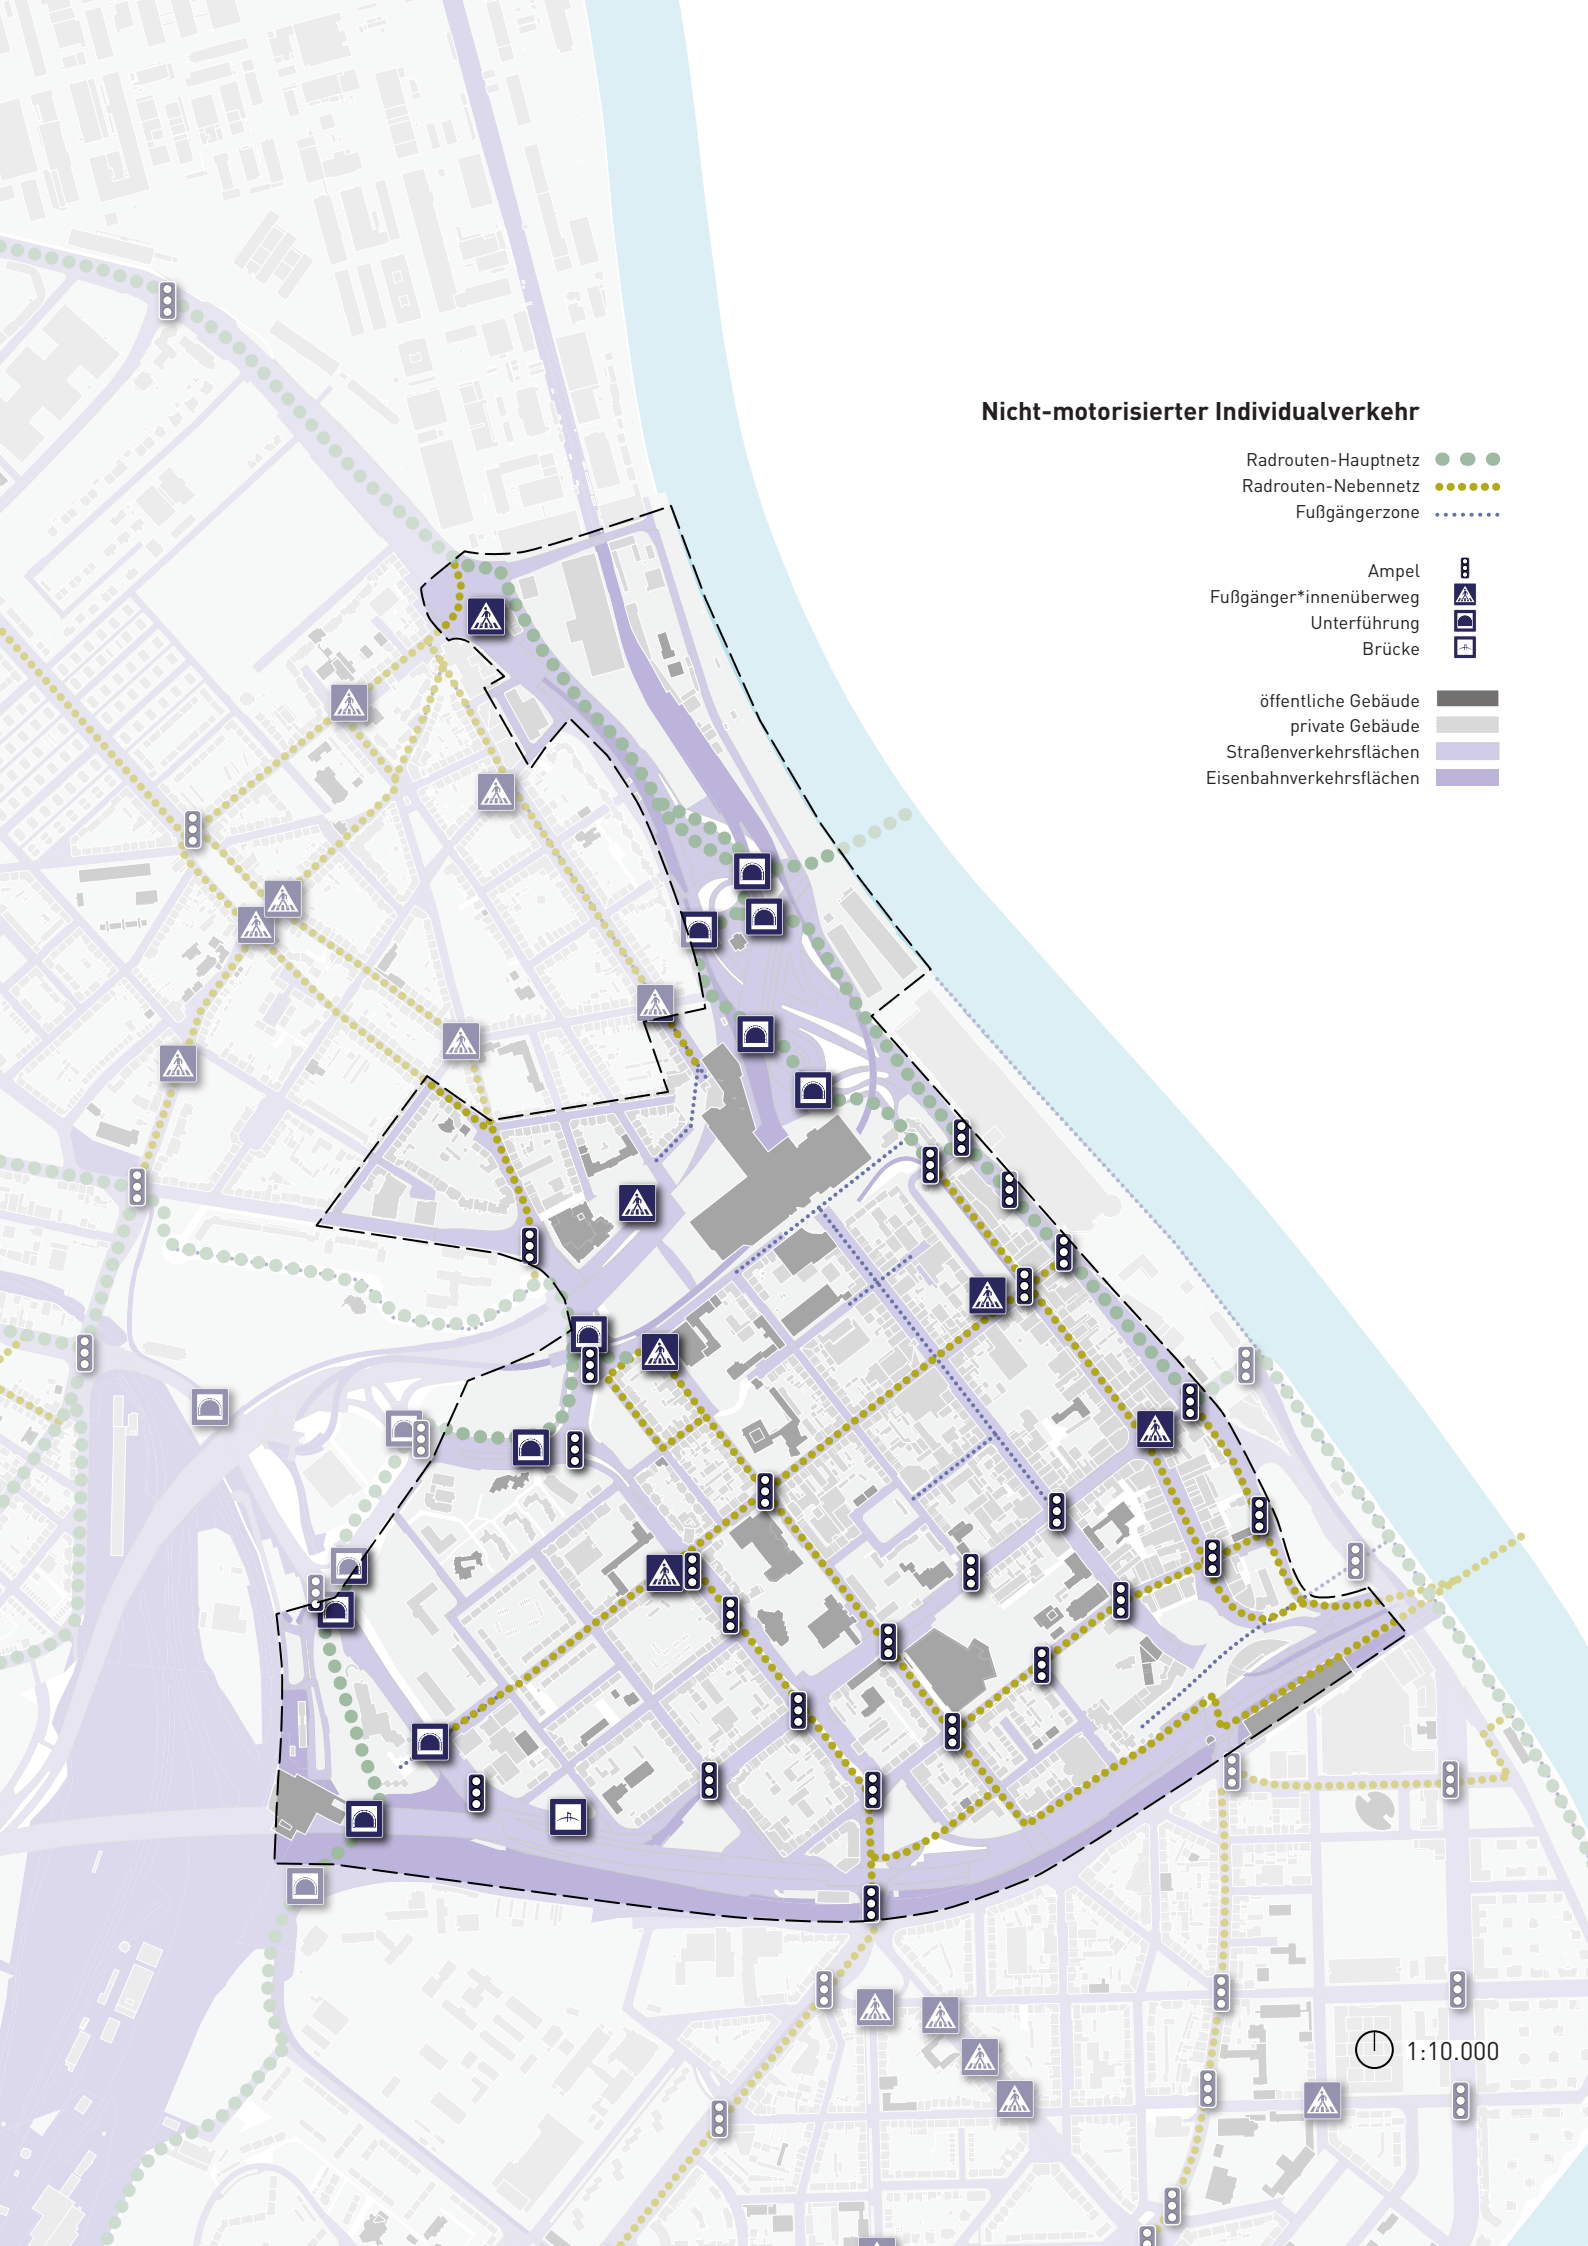 Nicht-motorisierter Individualverkehr
Radrouten-Hauptnetz
Radrouten-Nebennetz
Fußgängerzone
Ampel
Fußgänger*innenüberweg
Unterführung
Brücke
öffentliche Gebäude
private Gebäude
Straßenverkehrsflächen
Eisenbahnverkehrsflächen
1:10.000